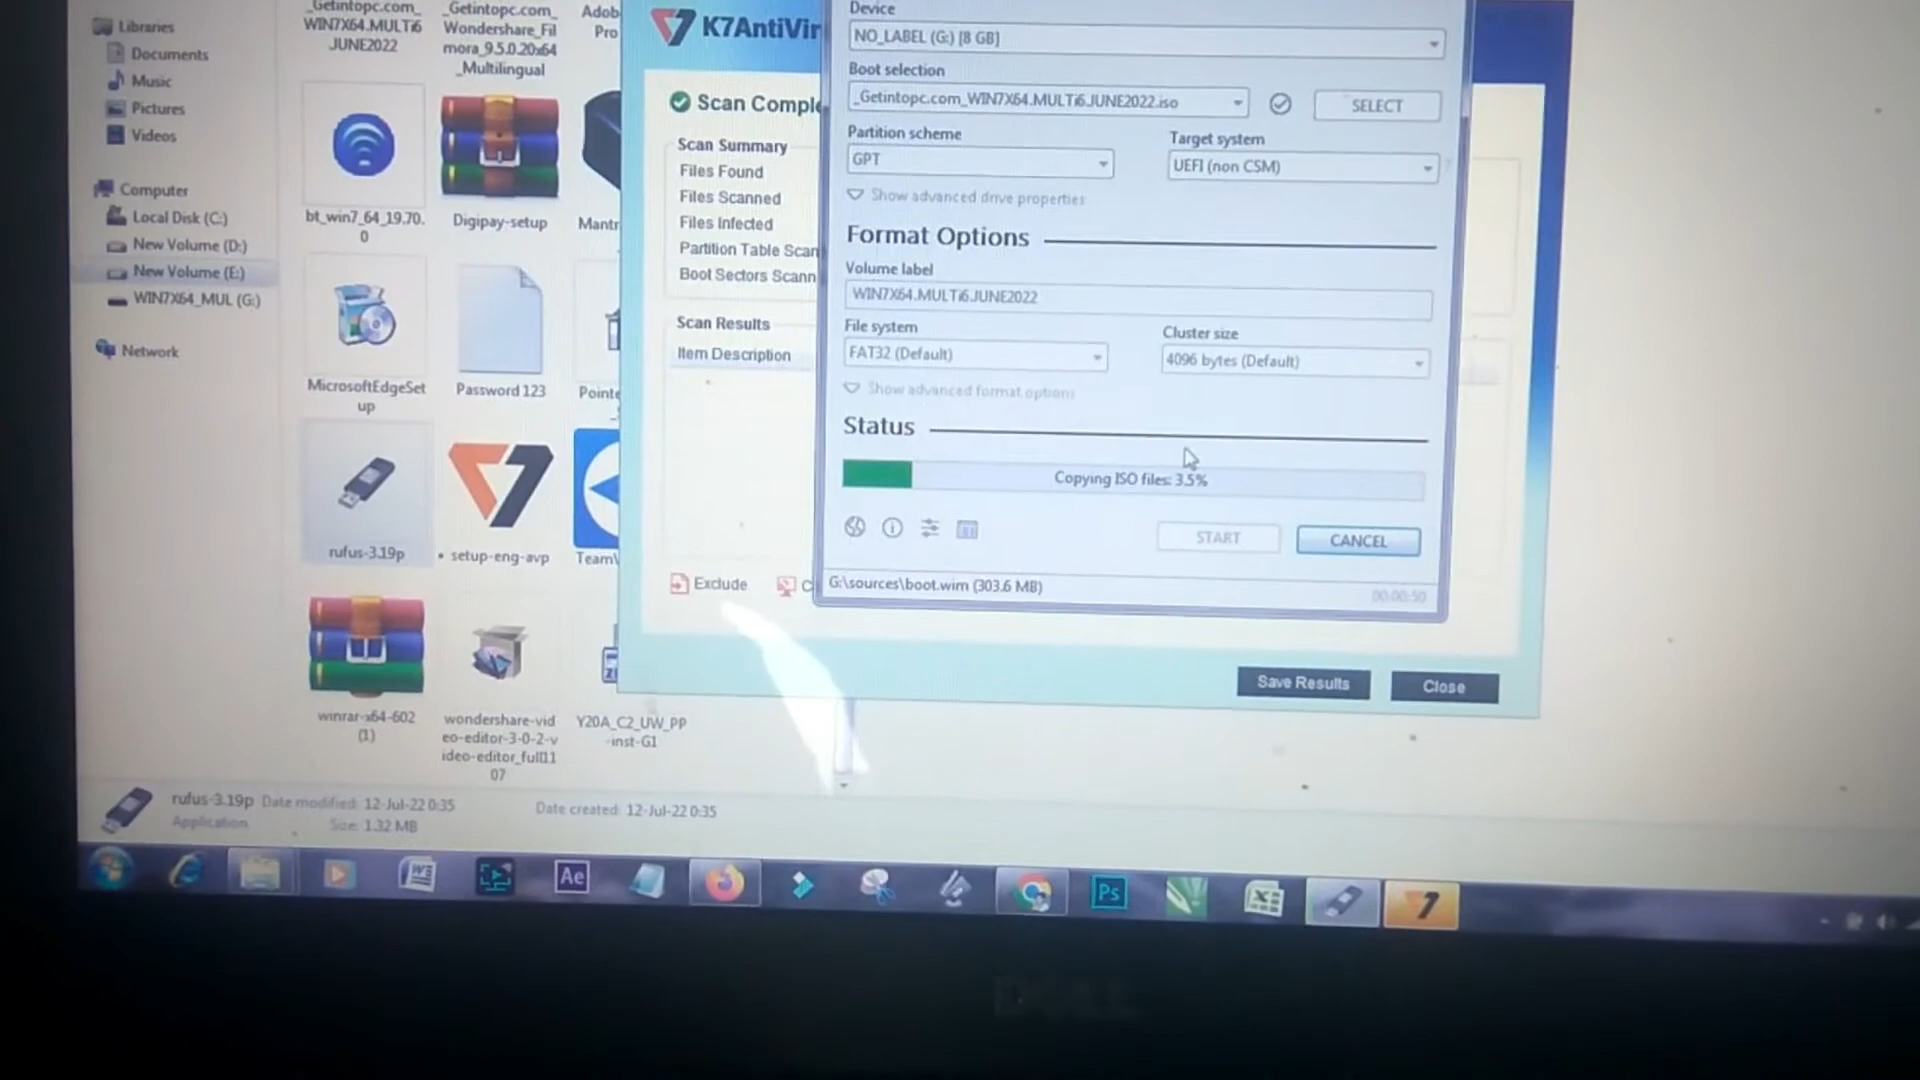 Libraries
Documents
Music
Pictures
Videos
Computer
Local Disk (C:)
New Volume (D:)
New Volume (E:)
WIN7X64_MUL (G:)
Network
_Getintopc.com_
WIN7X64.MULTi6
.JUNE2022
_Getintopc.com_
Wondershare_Fil
mora_9.5.0.20x64
_Multilingual
Adob
Pro
bt_win7_64_19.70.
0
Digipay-setup
Mantr
MicrosoftEdgeSet
up
Password 123
Pointe
rufus-3.19p
setup-eng-avp
Team
winrar-x64-602
(1)
wondershare-vid
eo-editor-3-0-2-v
ideo-editor_full11
07
Y20A_C2_UW_PP
-inst-G1
K7AntiVir
Scan Comple
Scan Summary
Files Found
Files Scanned
Files Infected
Partition Table Scan
Boot Sectors Scann
Scan Results
Item Description
Exclude
C
Save Results
Close
Device
NO_LABEL (G:) [8 GB]
Boot selection
_Getintopc.com_WIN7X64.MULTi6.JUNE2022.iso
SELECT
Partition scheme
Target system
GPT
UEFI (non CSM)
?
Show advanced drive properties
Format Options
Volume label
WIN7X64.MULTi6.JUNE2022
File system
Cluster size
FAT32 (Default)
4096 bytes (Default)
Show advanced format options
Status
Copying ISO files: 3.5%
START
CANCEL
G:\sources\boot.wim (303.6 MB)
00:00:50
rufus-3.19p Date modified: 12-Jul-22 0:35
Date created: 12-Jul-22 0:35
Application
Size: 1.32 MB
Ae
Ps
DELL